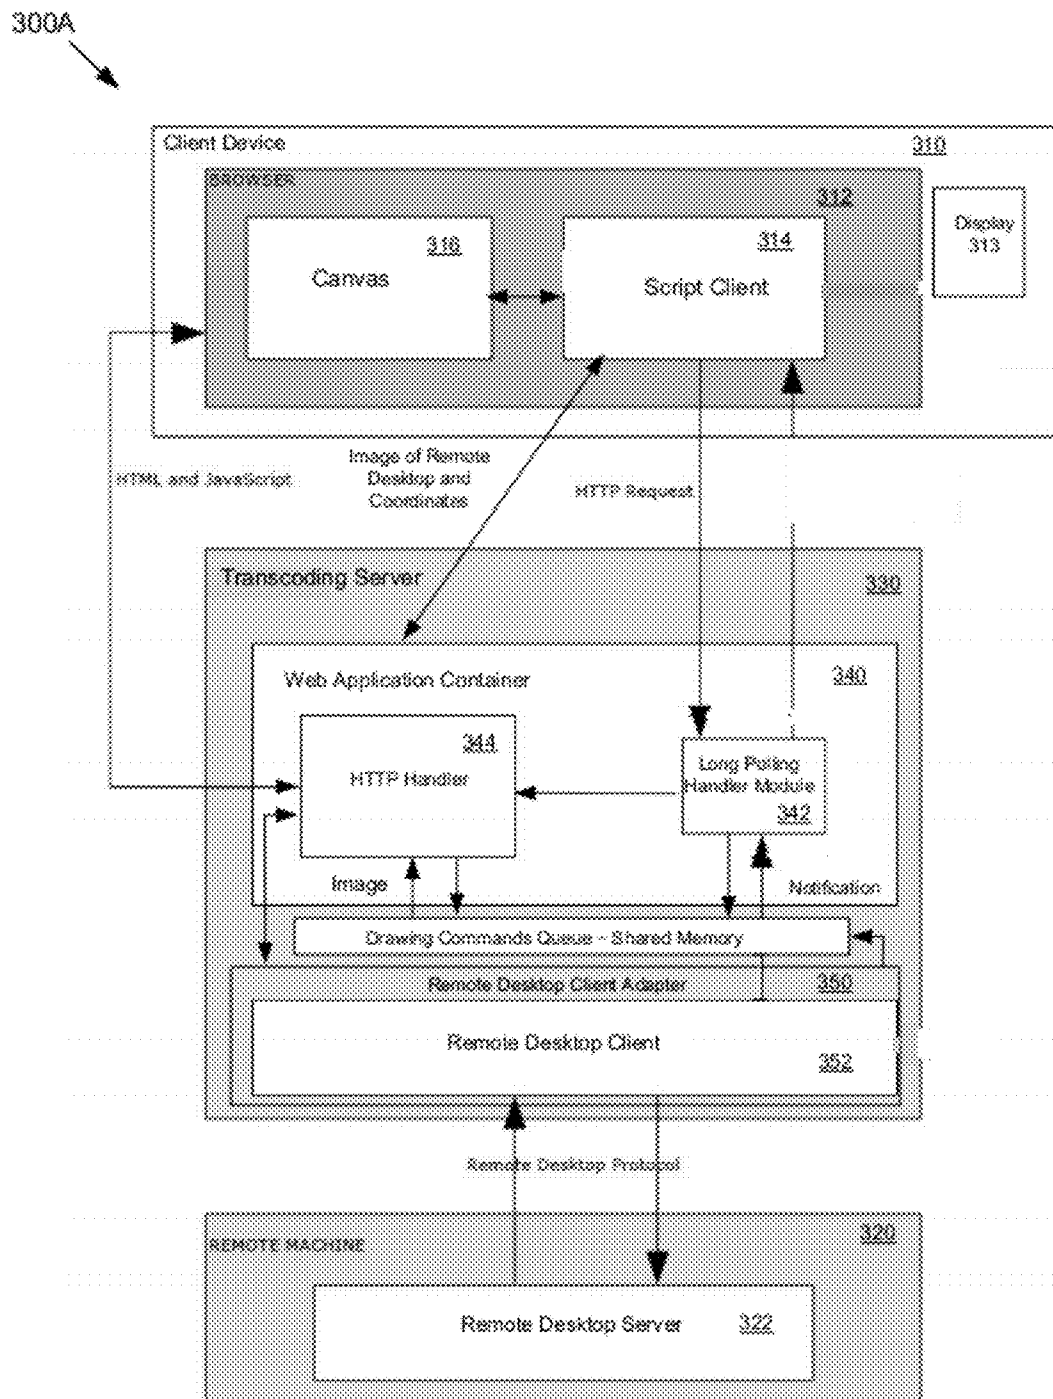 300A
Client Device
310
BROWSER
312
316
Canvas
314
Script Client
Display
313
HTML and JavaScript
Image of Remote
Desktop and
Coordinates
HTTP Request
Transcoding Server
330
Web Application Container
340
344
HTTP Handler
Long Polling
Handler Module
342
Image
Notification
Drawing Commands Queue - Shared Memory
Remote Desktop Client Adapter
350
Remote Desktop Client
352
Remote Desktop Protocol
REMOTE MACHINE
320
Remote Desktop Server
322